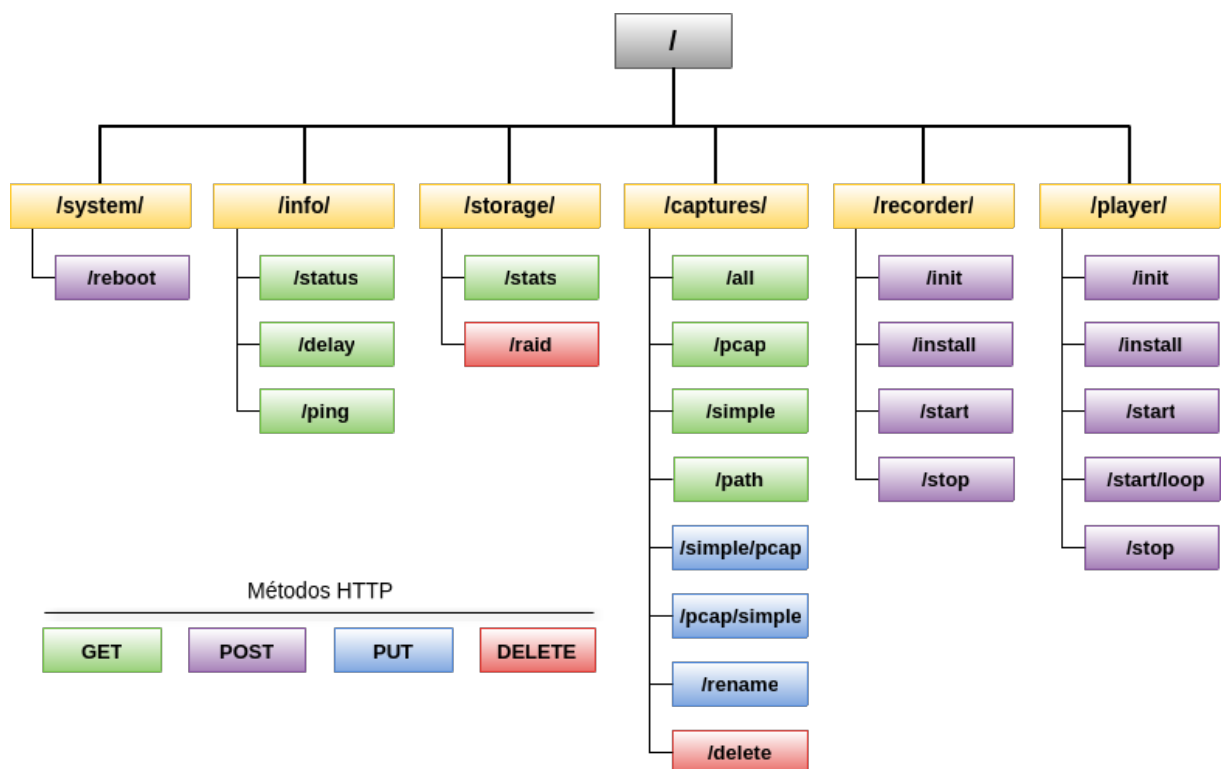 /
/system/
/info/
/storage/
/captures/
/recorder/
/player/
/reboot
/status
/stats
/all
/init
/init
/delay
/raid
/pcap
/install
/install
/ping
/simple
/start
/start
/path
/stop
/start/loop
/simple/pcap
/stop
Métodos HTTP
/pcap/simple
GET
POST
PUT
DELETE
/rename
/delete